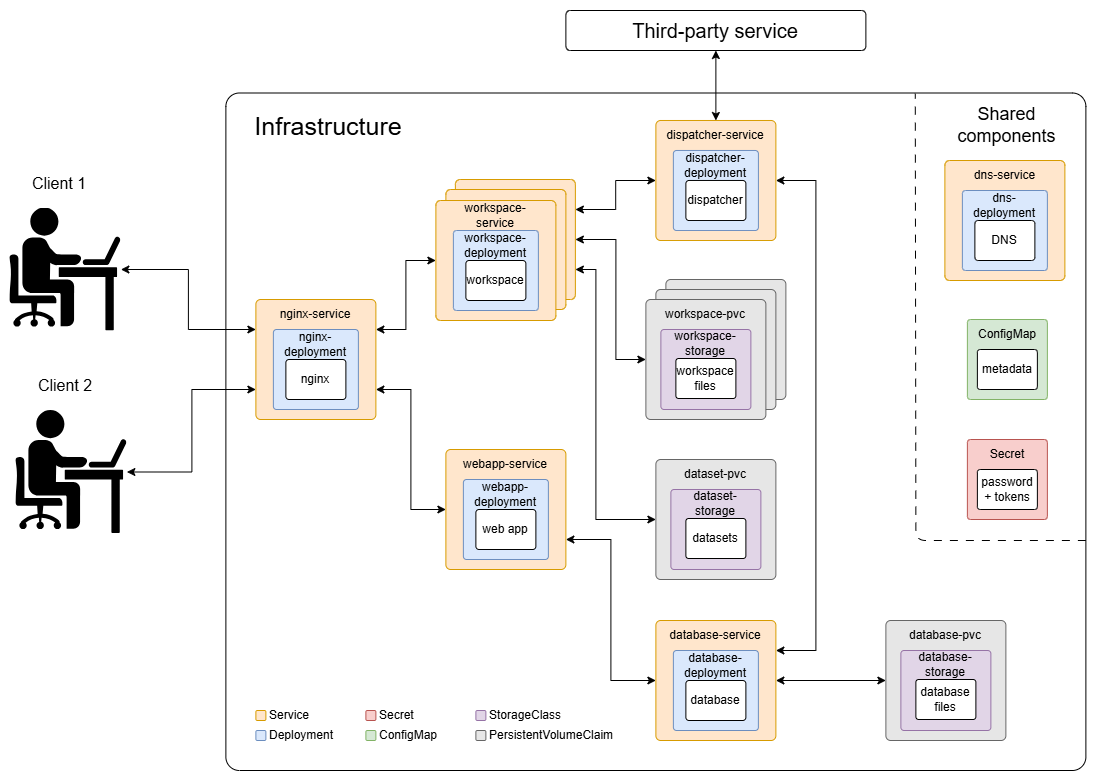 Third-party service
Infrastructure
Shared
components
Client 1
Client 2
nginx-service
nginx-
deployment
nginx
workspace-
service
workspace-
deployment
workspace
webapp-service
webapp-
deployment
web app
dispatcher-service
dispatcher-
deployment
dispatcher
workspace-pvc
workspace-
storage
workspace
files
dataset-pvc
dataset-
storage
datasets
database-service
database-
deployment
database
database-pvc
database-
storage
database
files
dns-service
dns-
deployment
DNS
ConfigMap
metadata
Secret
password
+ tokens
Service
Secret
StorageClass
Deployment
ConfigMap
PersistentVolumeClaim